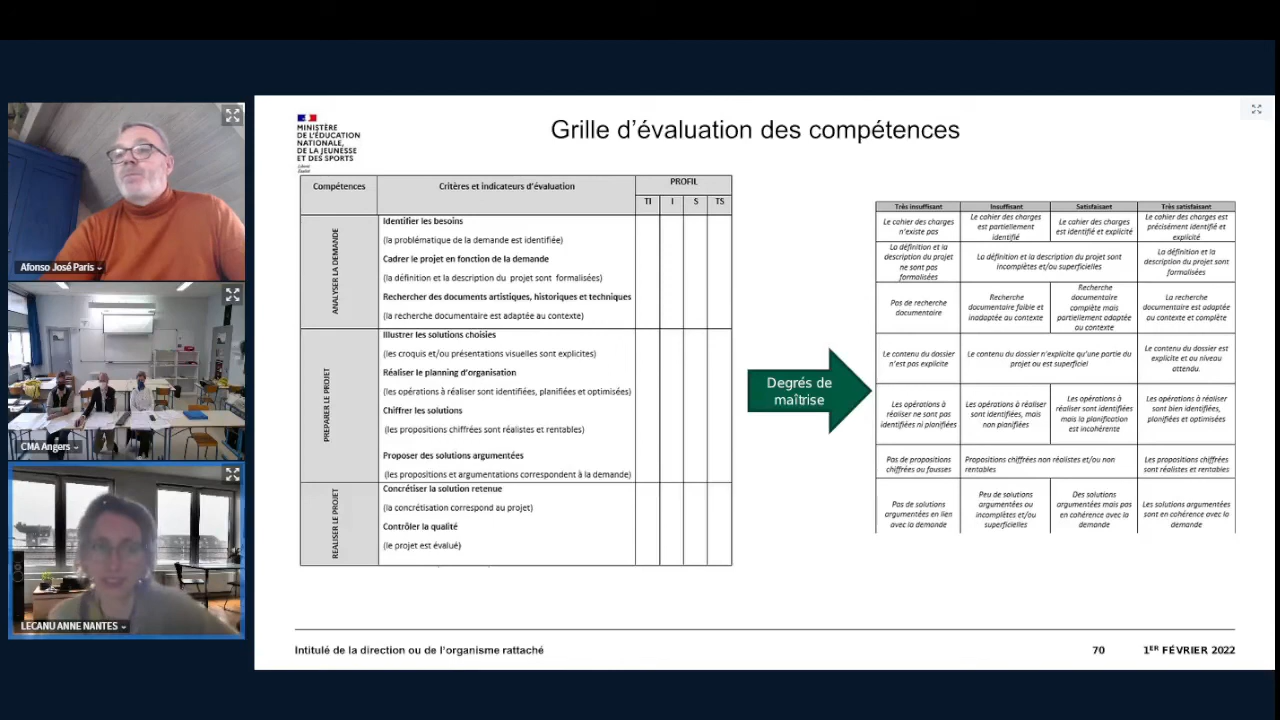 Grille d'évaluation des compétences
MINISTÈRE
DE L'ÉDUCATION
NATIONALE,
DE LA JEUNESSE
ET DES SPORTS
Compétences
Critères et indicateurs d'évaluation
PROFIL
TI I S TS
ANALYSER LA DEMANDE
Identifier les besoins
(la problématique de la demande est identifiée)
Cadrer le projet en fonction de la demande
(la définition et la description du projet sont formalisées)
Rechercher des documents artistiques, historiques et techniques
(la recherche documentaire est adaptée au contexte)
PREPARER LE PROJET
Illustrer les solutions choisies
(les croquis et/ou présentations visuelles sont explicites)
Réaliser le planning d'organisation
(les opérations à réaliser sont identifiées, planifiées et optimisées)
Chiffrer les solutions
(les propositions chiffrées sont réalistes et rentables)
Proposer des solutions argumentées
(les propositions et argumentations correspondent à la demande)
REALISER LE PROJET
Concrétiser la solution retenue
(la concrétisation correspond au projet)
Contrôler la qualité
(le projet est évalué)
Degrés de
maîtrise
Très insuffisant
Insuffisant
Satisfaisant
Très satisfaisant
Le cahier des charges
n'existe pas
Le cahier des charges
est partiellement
identifié
Le cahier des charges
est identifié et explicité
Le cahier des charges est
précisément identifié et
explicité
La définition et la
description du projet
ne sont pas
formalisées
La définition et la description du projet sont
incomplètes et/ou superficielles
La définition et la
description du projet sont
formalisées
Pas de recherche
documentaire
Recherche
documentaire faible et
inadaptée au contexte
Recherche
documentaire
complète mais
partiellement adaptée
au contexte
La recherche
documentaire est adaptée
au contexte et complète
Le contenu du dossier
n'est pas explicite
Le contenu du dossier n'explicite qu'une partie du
projet ou est superficiel
Le contenu du dossier est
explicite et au niveau
attendu.
Les opérations à
réaliser ne sont pas
identifiées ni planifiées
Les opérations à réaliser
sont identifiées, mais
non planifiées
Les opérations à
réaliser sont identifiées
mais la planification
est incohérente
Les opérations à réaliser
sont bien identifiées,
planifiées et optimisées
Pas de propositions
chiffrées ou fausses
Propositions chiffrées non réalistes et/ou non
rentables
Les propositions chiffrées
sont réalistes et rentables
Pas de solutions
argumentées en lien
avec la demande
Peu de solutions
argumentées ou
incomplètes et/ou
superficielles
Des solutions
argumentées mais pas
en cohérence avec la
demande
Les solutions argumentées
sont en cohérence avec la
demande
Intitulé de la direction ou de l'organisme rattaché
70
1ER FÉVRIER 2022
Afonso José Paris
CMA Angers
LECANU ANNE NANTES